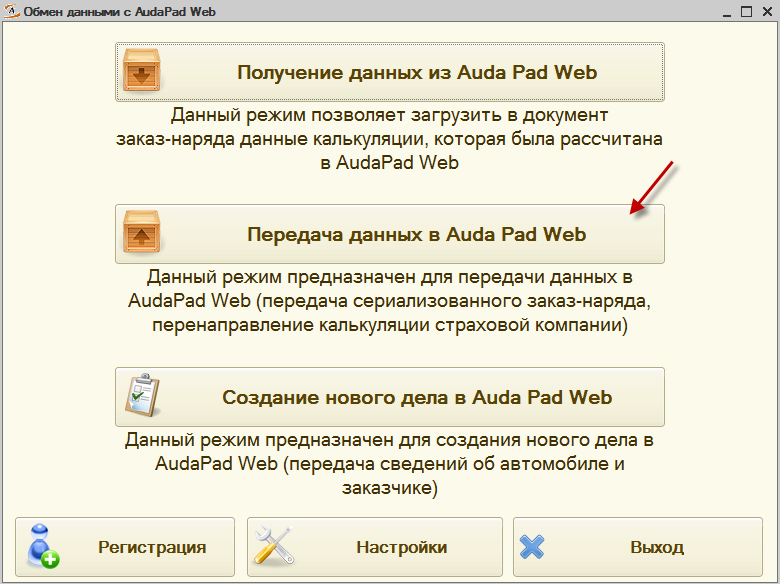 Обмен данными с AudaPad Web
Получение данных из Auda Pad Web
Данный режим позволяет загрузить в документ
заказ-наряда данные калькуляции, которая была рассчитана
в AudaPad Web
Передача данных в Auda Pad Web
Данный режим предназначен для передачи данных в
AudaPad Web (передача сериализованного заказ-наряда,
перенаправление калькуляции страховой компании)
Создание нового дела в Auda Pad Web
Данный режим предназначен для создания нового дела в
AudaPad Web (передача сведений об автомобиле и
заказчике)
Регистрация
Настройки
Выход